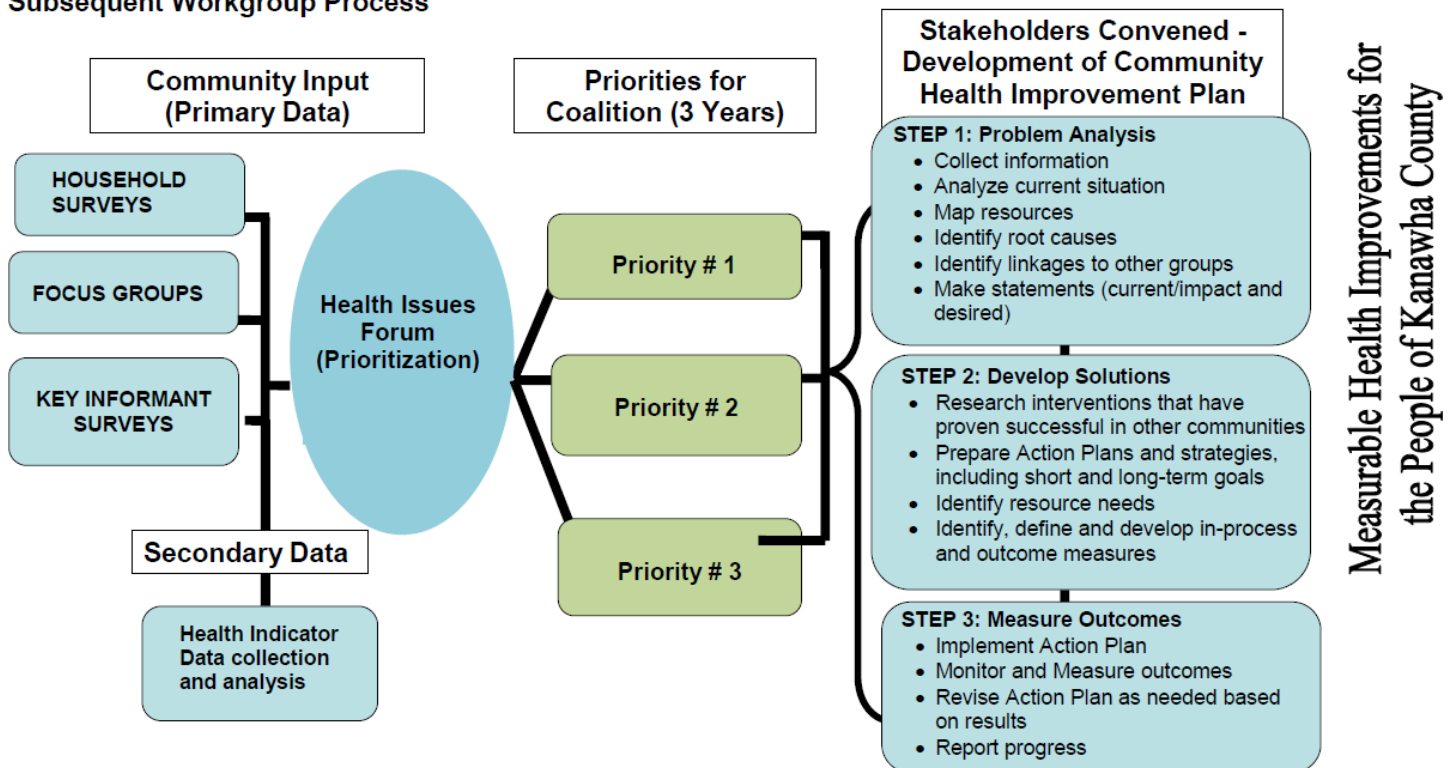 Subsequent Workgroup Process
Community Input
(Primary Data)
HOUSEHOLD
SURVEYS
FOCUS GROUPS
KEY INFORMANT
SURVEYS
Secondary Data
Health Indicator
Data collection
and analysis
Health Issues
Forum
(Prioritization)
Priorities for
Coalition (3 Years)
Priority # 1
Priority # 2
Priority # 3
Stakeholders Convened -
Development of Community
Health Improvement Plan
STEP 1: Problem Analysis
• Collect information
• Analyze current situation
• Map resources
• Identify root causes
• Identify linkages to other groups
• Make statements (current/impact and
desired)
STEP 2: Develop Solutions
• Research interventions that have
proven successful in other communities
• Prepare Action Plans and strategies,
including short and long-term goals
• Identify resource needs
• Identify, define and develop in-process
and outcome measures
STEP 3: Measure Outcomes
• Implement Action Plan
• Monitor and Measure outcomes
• Revise Action Plan as needed based
on results
• Report progress
Measurable Health Improvements for
the People of Kanawha County